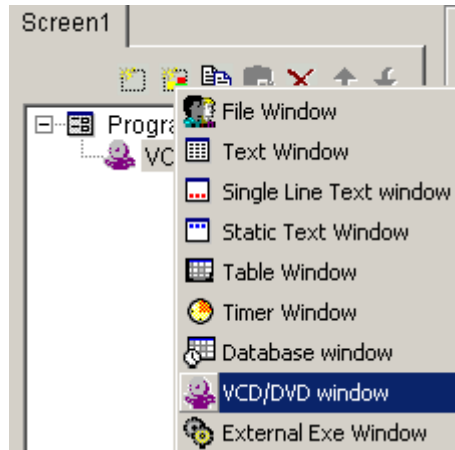 Screen1
Progra
VC
File Window
Text Window
Single Line Text window
Static Text Window
Table Window
Timer Window
Database window
VCD/DVD window
External Exe Window